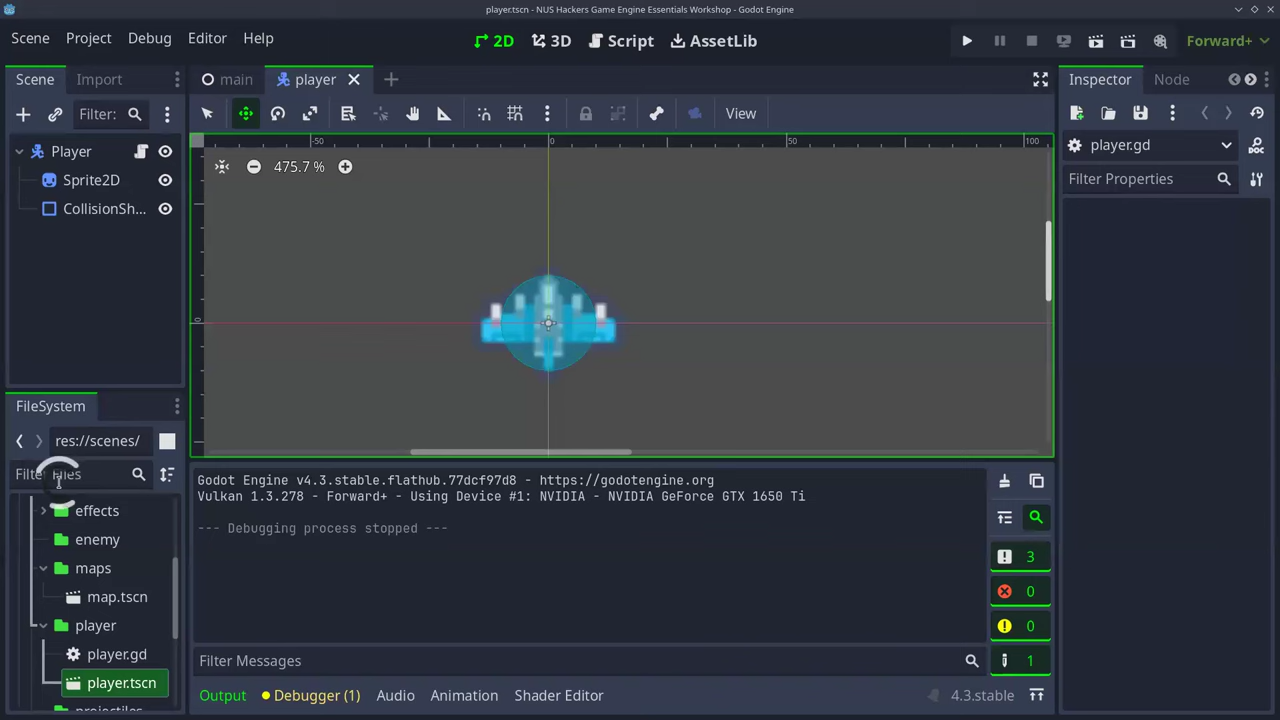 player.tscn - NUS Hackers Game Engine Essentials Workshop - Godot Engine
Scene Project Debug Editor Help
2D 3D Script AssetLib
Forward+
Scene Import
main player
Inspector Node
Filter:
View
player.gd
Filter Properties
Player
Sprite2D
CollisionSh...
-50 0 50 100
0
475.7 %
FileSystem
res://scenes/
Filter Files
effects
enemy
maps
map.tscn
player
player.gd
player.tscn
Godot Engine v4.3.stable.flathub.77dcf97d8 - https://godotengine.org
Vulkan 1.3.278 - Forward+ - Using Device #1: NVIDIA - NVIDIA GeForce GTX 1650 Ti
--- Debugging process stopped ---
3
0
0
1
Filter Messages
Output Debugger (1) Audio Animation Shader Editor
4.3.stable